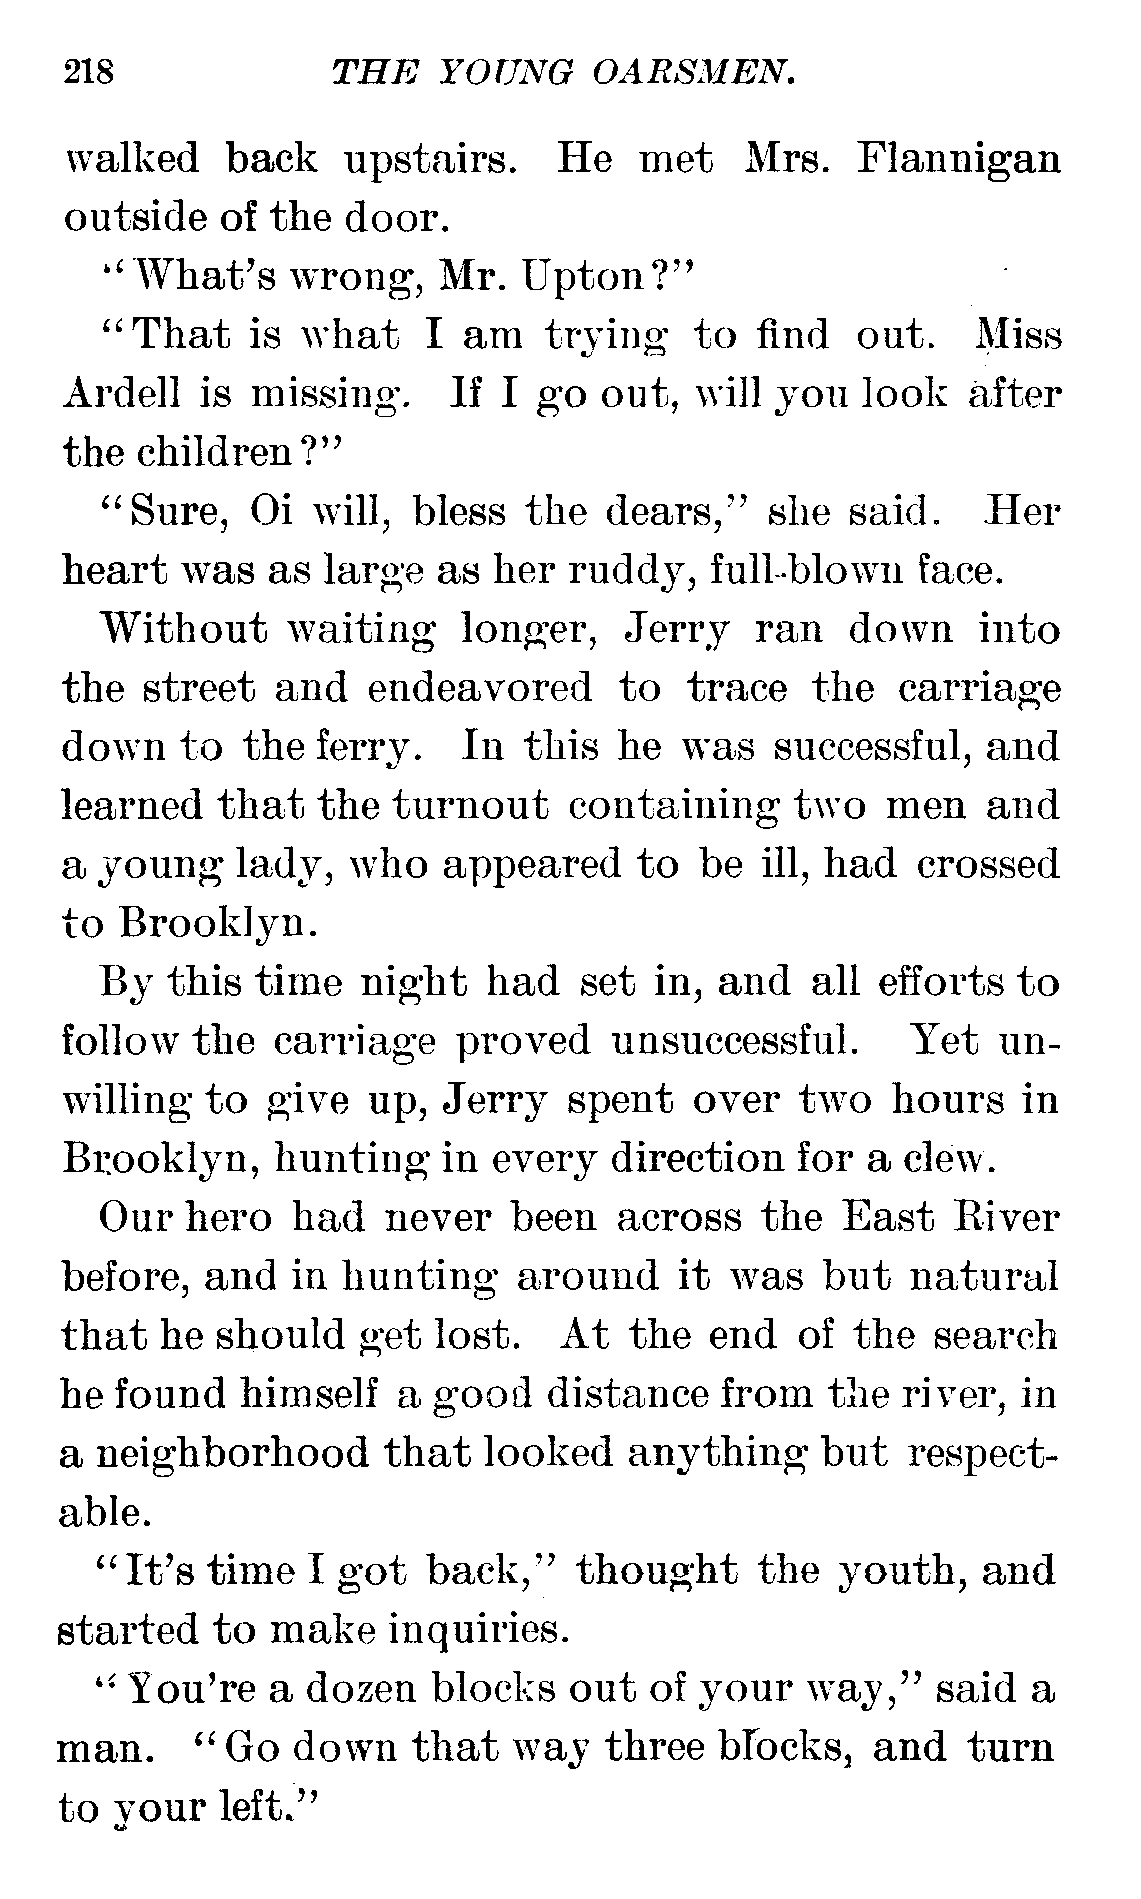 218 THE YOUNG OARSMEN.
walked back upstairs. He met Mrs. Flannigan
outside of the door.
"What's wrong, Mr. Upton?"
"That is what I am trying to find out. Miss
Ardell is missing. If I go out, will you look after
the children?"
"Sure, Oi will, bless the dears," she said. Her
heart was as large as her ruddy, full-blown face.
Without waiting longer, Jerry ran down into
the street and endeavored to trace the carriage
down to the ferry. In this he was successful, and
learned that the turnout containing two men and
a young lady, who appeared to be ill, had crossed
to Brooklyn.
By this time night had set in, and all efforts to
follow the carriage proved unsuccessful. Yet un-
willing to give up, Jerry spent over two hours in
Brooklyn, hunting in every direction for a clew.
Our hero had never been across the East River
before, and in hunting around it was but natural
that he should get lost. At the end of the search
he found himself a good distance from the river, in
a neighborhood that looked anything but respect-
able.
"It's time I got back," thought the youth, and
started to make inquiries.
"You're a dozen blocks out of your way," said a
man. "Go down that way three blocks, and turn
to your left."